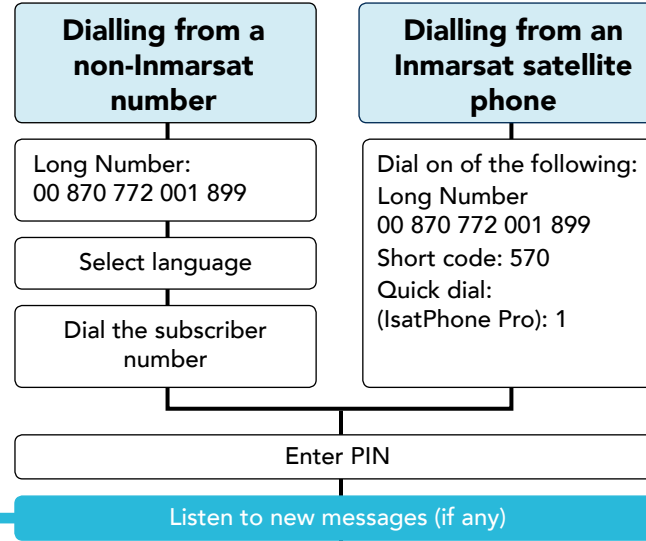 Dialling from a
non-Inmarsat
number
Long Number:
00 870 772 001 899
Select language
Dial the subscriber
number
Dialling from an
Inmarsat satellite
phone
Dial on of the following:
Long Number
00 870 772 001 899
Short code: 570
Quick dial:
(IsatPhone Pro): 1
Enter PIN
Listen to new messages (if any)